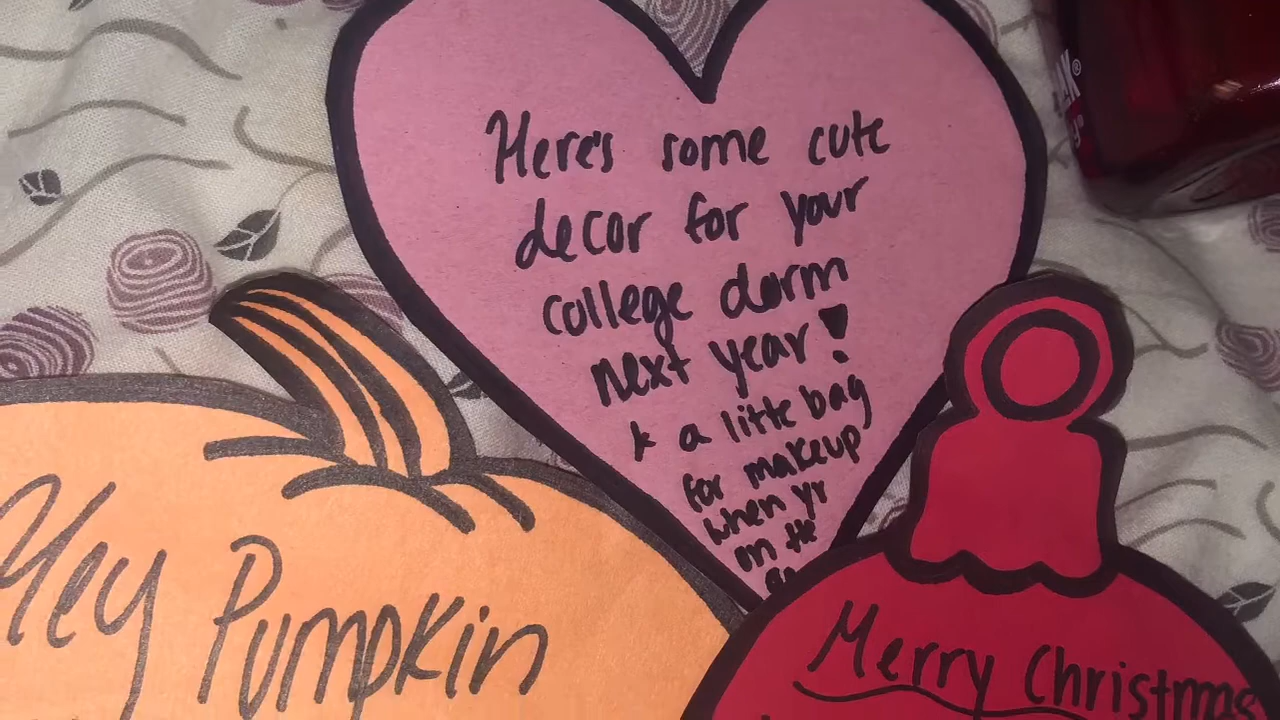 Here's some cute
decor for your
college dorm
next year!
& a little bag
for makeup
when yr
on the
Hey Pumpkin
Merry Christmas